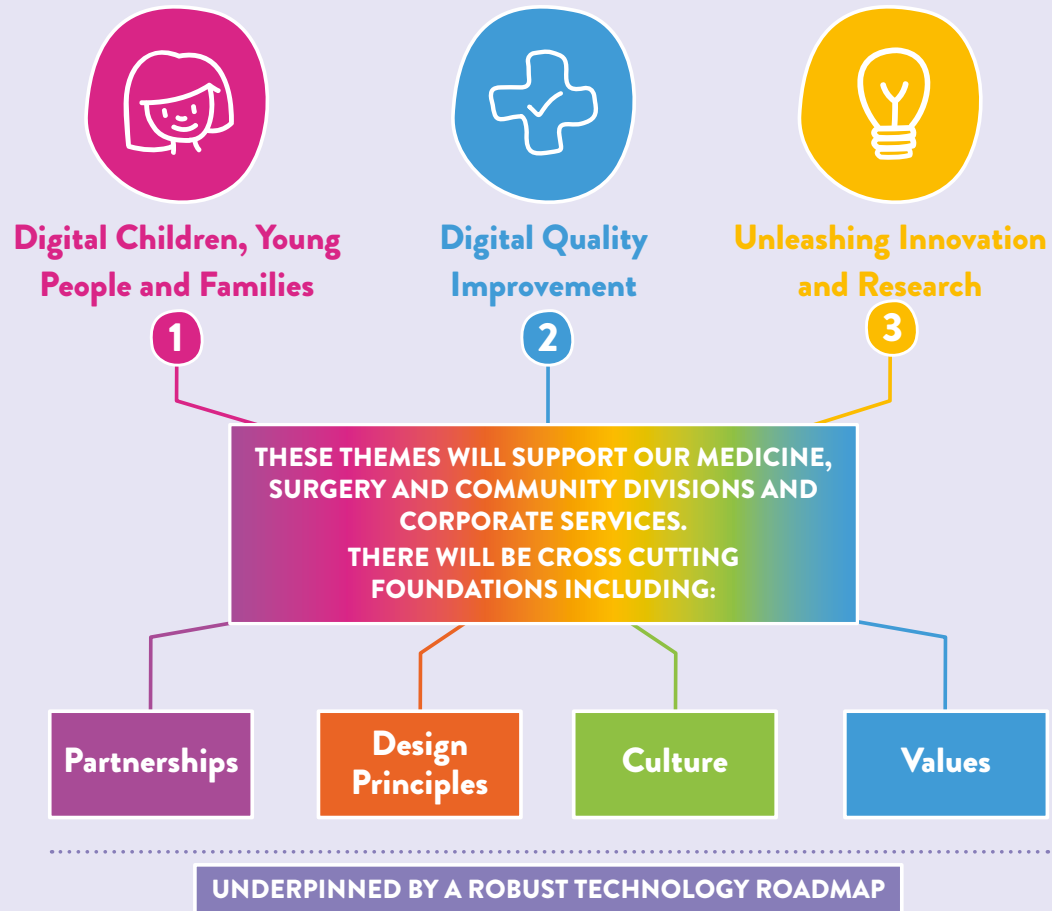 Digital Children, Young
People and Families
1
Digital Quality
Improvement
2
Unleashing Innovation
and Research
3
THESE THEMES WILL SUPPORT OUR MEDICINE,
SURGERY AND COMMUNITY DIVISIONS AND
CORPORATE SERVICES.
THERE WILL BE CROSS CUTTING
FOUNDATIONS INCLUDING:
Partnerships
Design
Principles
Culture
Values
UNDERPINNED BY A ROBUST TECHNOLOGY ROADMAP